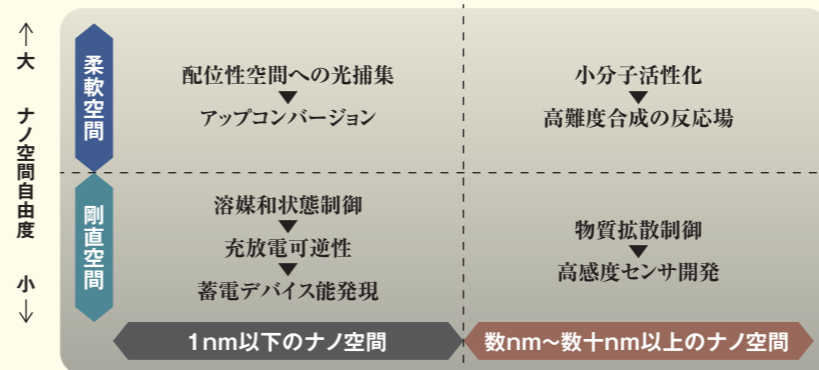 ↑大 ナノ空間自由度 小↓
柔軟空間
配位性空間への光捕集
▼
アップコンバージョン
小分子活性化
▼
高難度合成の反応場
剛直空間
溶媒和状態制御
▼
充放電可逆性
▼
蓄電デバイス能発現
物質拡散制御
▼
高感度センサ開発
1nm以下のナノ空間
数nm〜数十nm以上のナノ空間